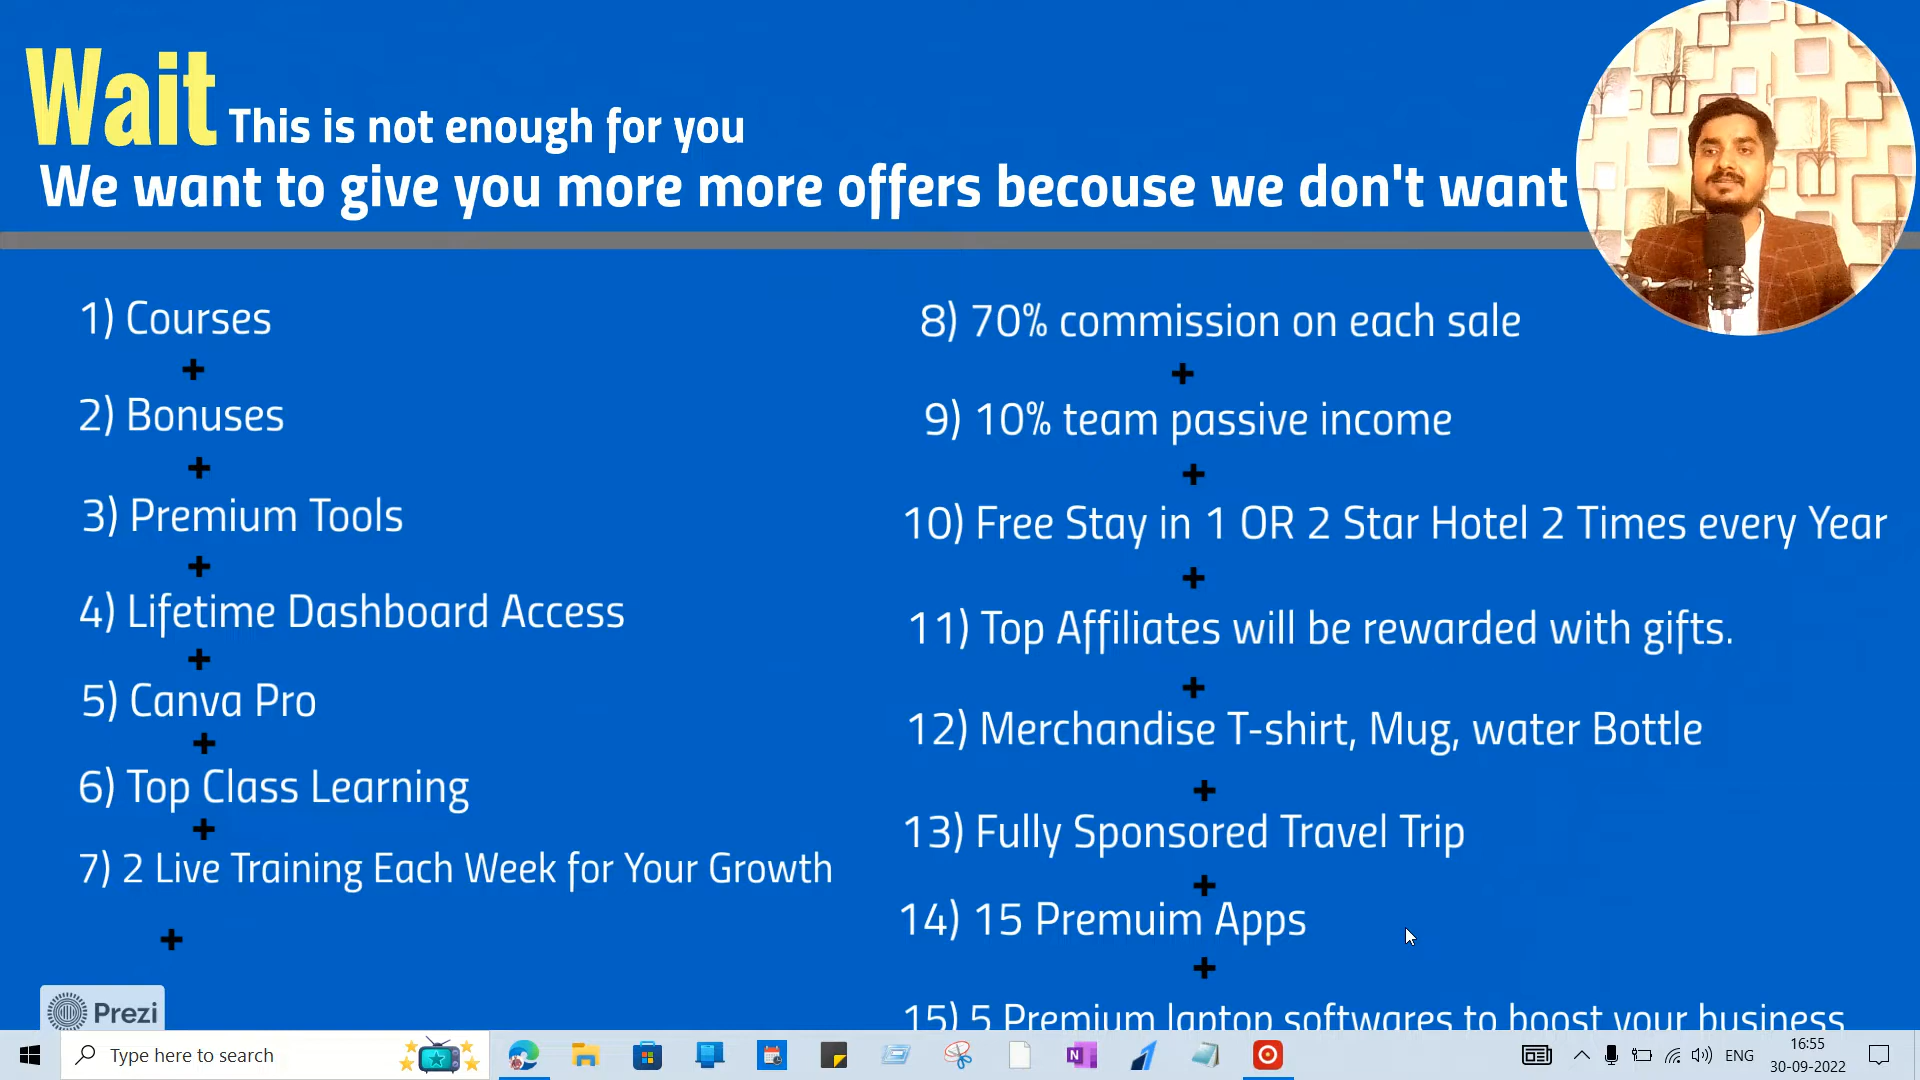 Wait This is not enough for you
We want to give you more more offers becouse we don't want
1) Courses
+
2) Bonuses
+
3) Premium Tools
+
4) Lifetime Dashboard Access
+
5) Canva Pro
+
6) Top Class Learning
+
7) 2 Live Training Each Week for Your Growth
+
8) 70% commission on each sale
+
9) 10% team passive income
+
10) Free Stay in 1 OR 2 Star Hotel 2 Times every Year
+
11) Top Affiliates will be rewarded with gifts.
+
12) Merchandise T-shirt, Mug, water Bottle
+
13) Fully Sponsored Travel Trip
+
14) 15 Premuim Apps
+
15) 5 Premium laptop softwares to boost your business
Prezi
Type here to search
N
ENG
16:55
30-09-2022